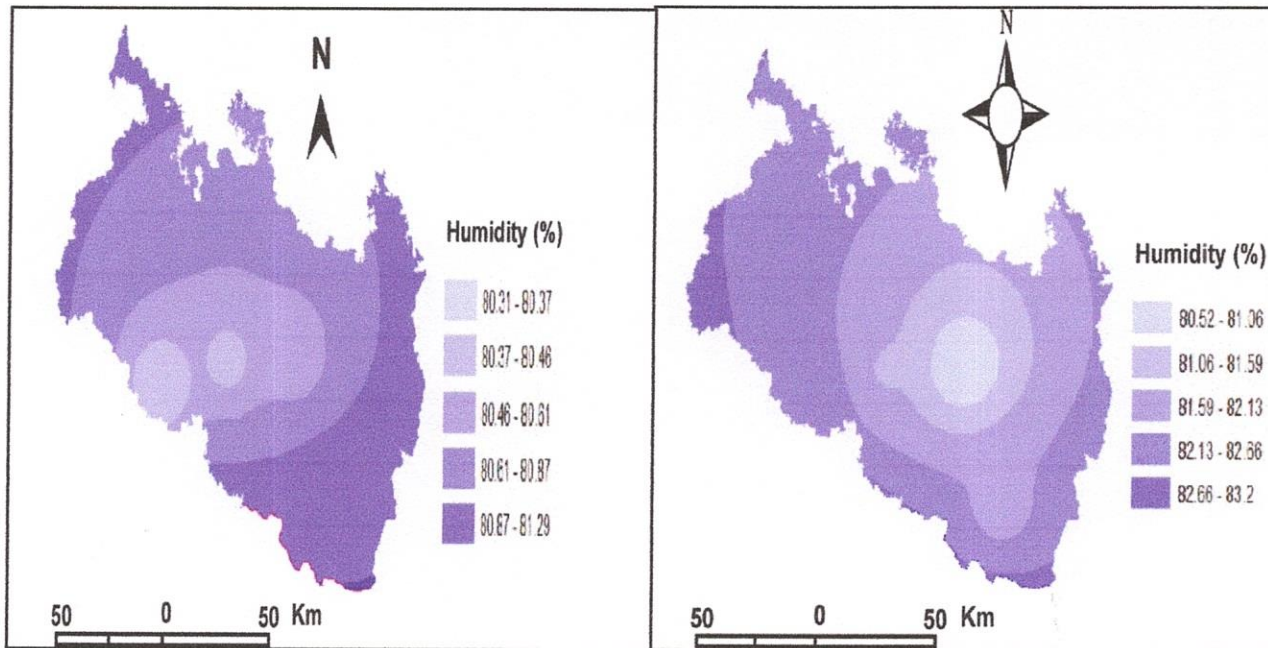 N
Humidity (%)
80.31 - 80.37
80.37 - 80.46
80.46 - 80.61
80.61 - 80.87
80.87 - 81.29
50 0 50 Km
N
Humidity (%)
80.52 - 81.06
81.06 - 81.59
81.59 - 82.13
82.13 - 82.66
82.66 - 83.2
50 0 50 Km